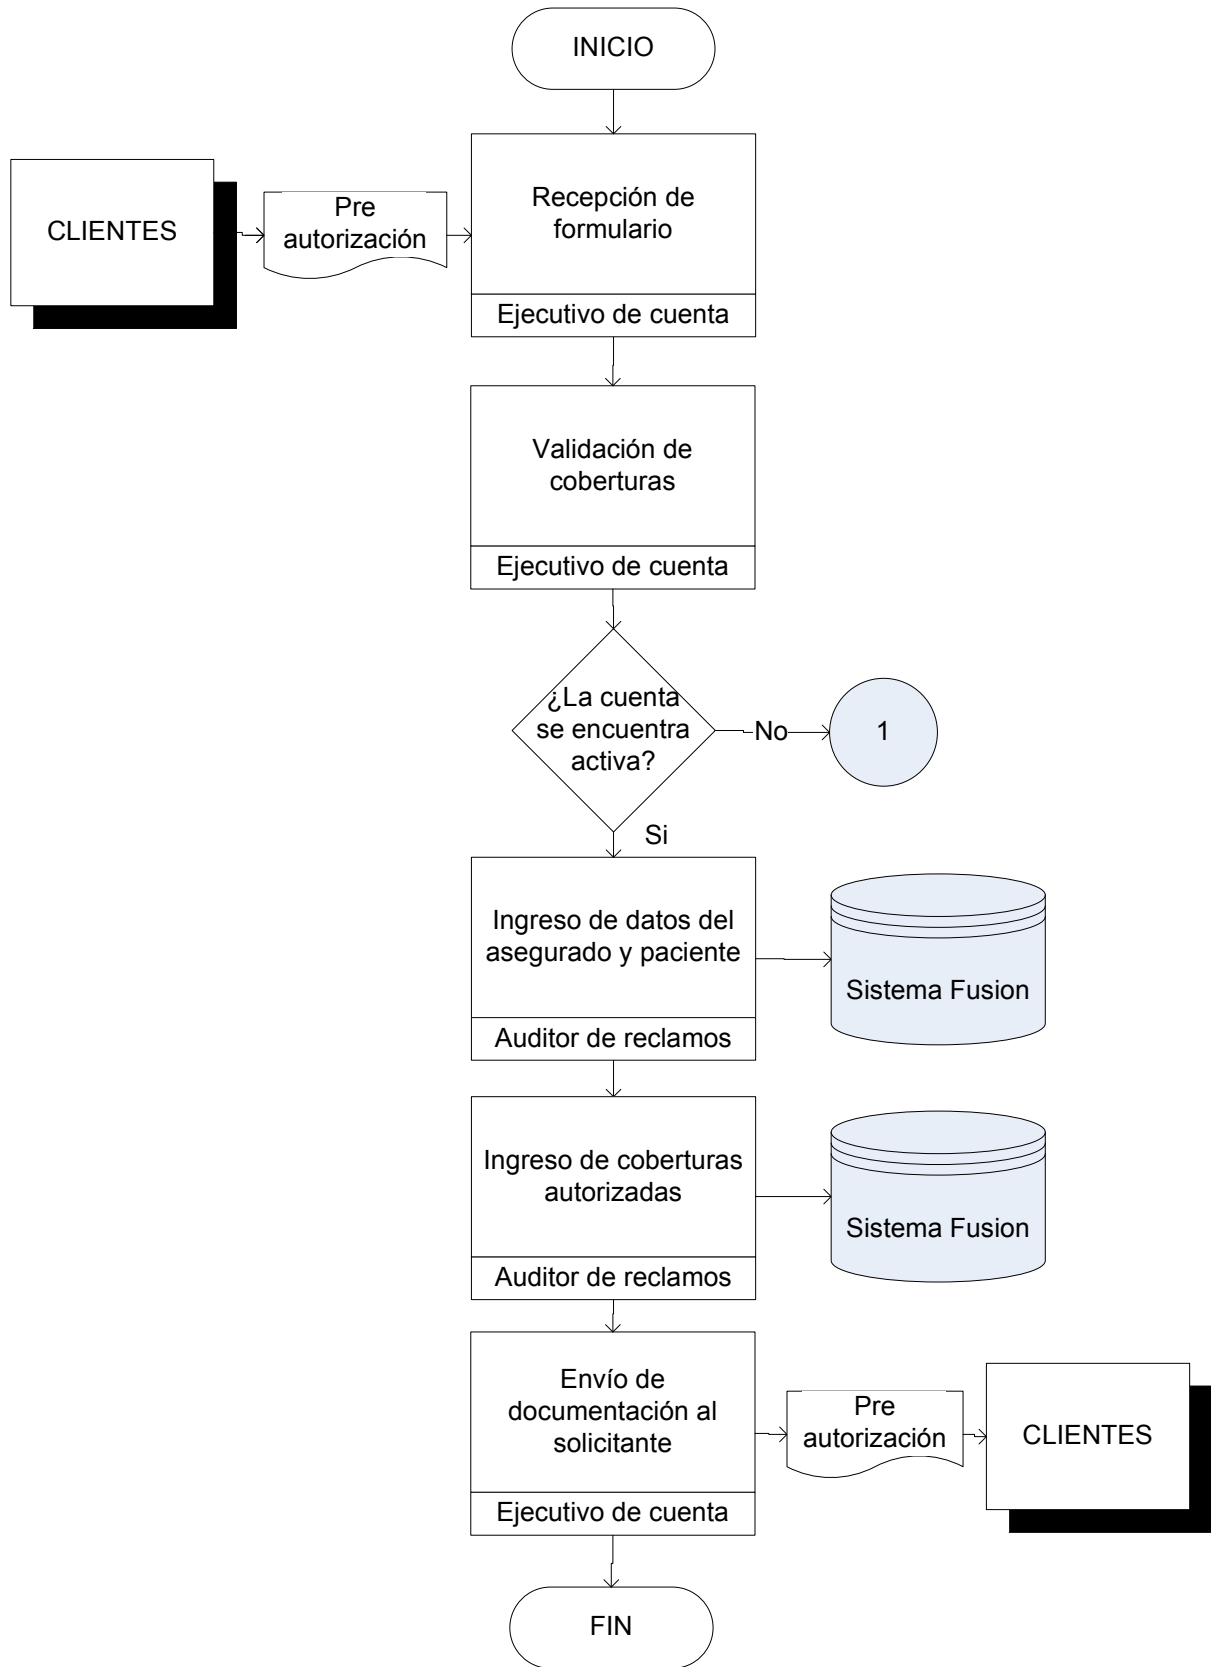 INICIO
CLIENTES
Pre
autorización
Recepción de
formulario
Ejecutivo de cuenta
Validación de
coberturas
Ejecutivo de cuenta
¿La cuenta
se encuentra
activa?
No
1
Si
Ingreso de datos del
asegurado y paciente
Auditor de reclamos
Sistema Fusion
Ingreso de coberturas
autorizadas
Auditor de reclamos
Sistema Fusion
Envío de
documentación al
solicitante
Ejecutivo de cuenta
Pre
autorización
CLIENTES
FIN